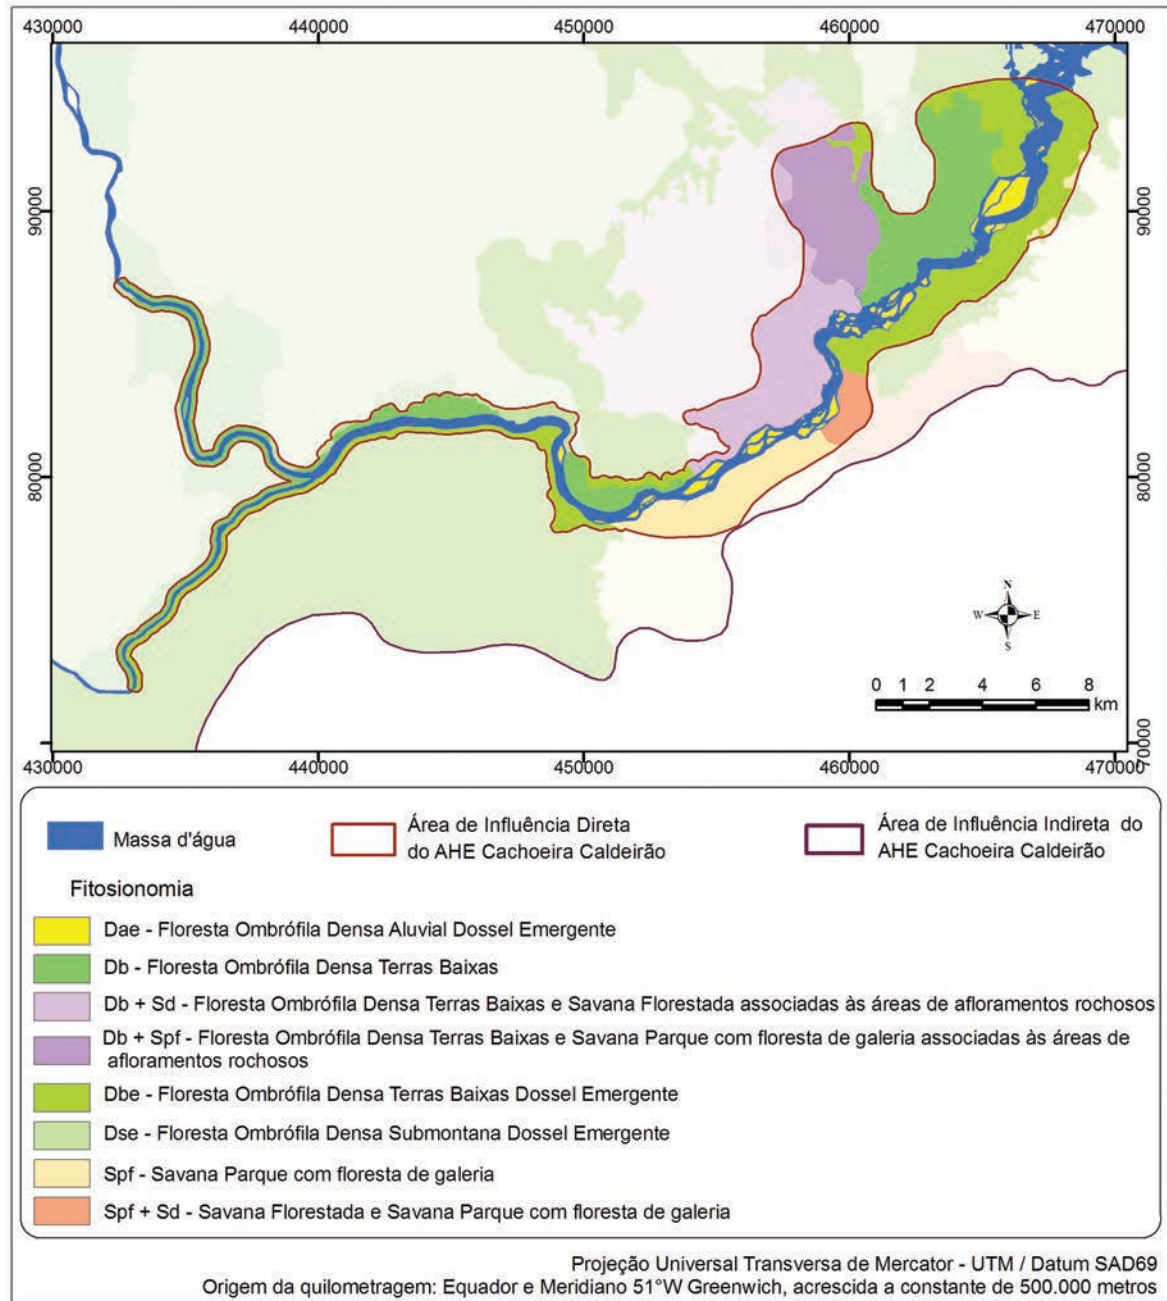 430000 440000 450000 460000 470000
90000 90000
80000 80000
N
W E
S
0 1 2 4 6 8
km
70000
430000 440000 450000 460000 470000
Massa d'água
Área de Influência Direta
do AHE Cachoeira Caldeirão
Área de Influência Indireta do
AHE Cachoeira Caldeirão
Fitosionomia
Dae - Floresta Ombrófila Densa Aluvial Dossel Emergente
Db - Floresta Ombrófila Densa Terras Baixas
Db + Sd - Floresta Ombrófila Densa Terras Baixas e Savana Florestada associadas às áreas de afloramentos rochosos
Db + Spf - Floresta Ombrófila Densa Terras Baixas e Savana Parque com floresta de galeria associadas às áreas de
afloramentos rochosos
Dbe - Floresta Ombrófila Densa Terras Baixas Dossel Emergente
Dse - Floresta Ombrófila Densa Submontana Dossel Emergente
Spf - Savana Parque com floresta de galeria
Spf + Sd - Savana Florestada e Savana Parque com floresta de galeria
Projeção Universal Transversa de Mercator - UTM / Datum SAD69
Origem da quilometragem: Equador e Meridiano 51°W Greenwich, acrescida a constante de 500.000 metros